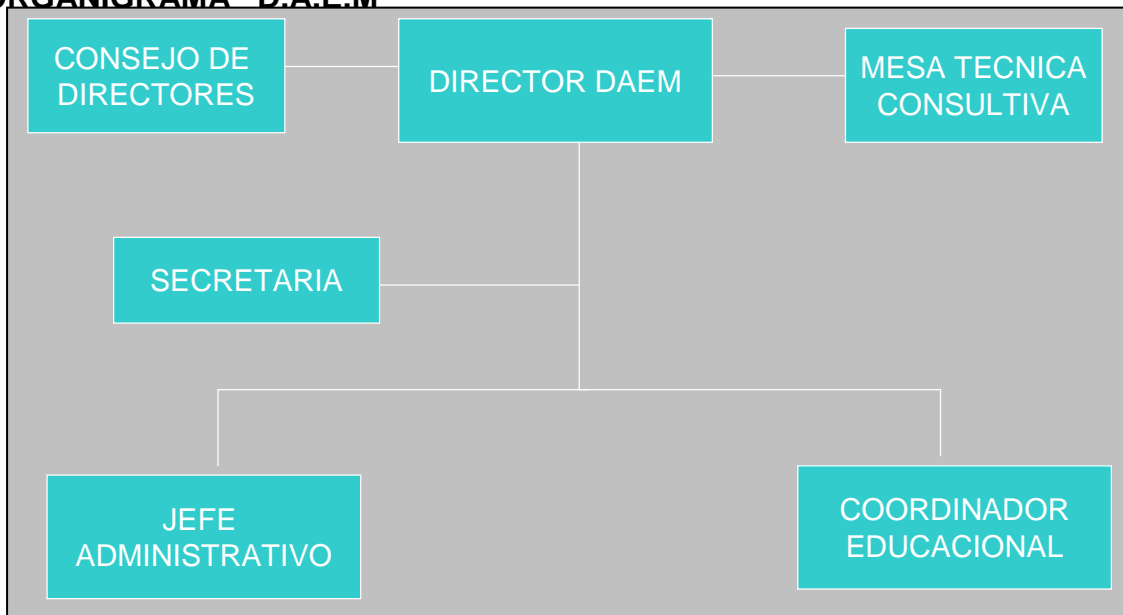 ORGANIGRAMA D.A.E.M
CONSEJO DE
DIRECTORES
DIRECTOR DAEM
MESA TECNICA
CONSULTIVA
SECRETARIA
JEFE
ADMINISTRATIVO
COORDINADOR
EDUCACIONAL